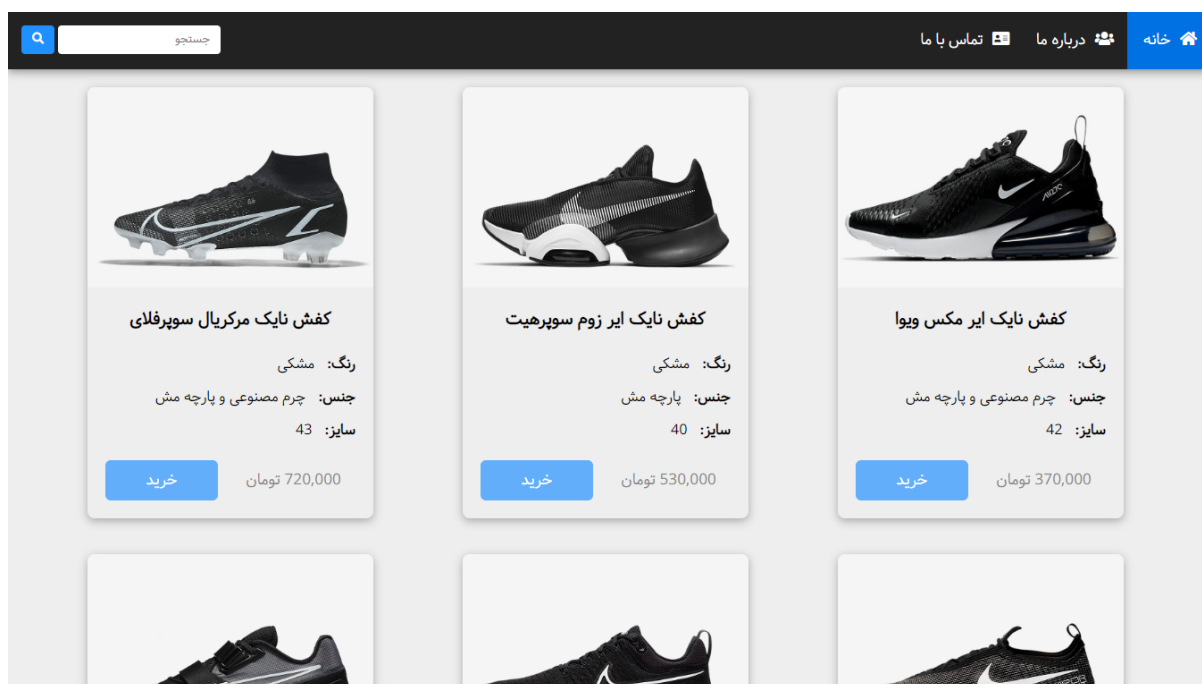 خانه
درباره ما
تماس با ما
جستجو
کفش نایک ایر مکس ویوا
رنگ: مشکی
جنس: چرم مصنوعی و پارچه مش
سایز: 42
370,000 تومان
خرید
کفش نایک ایر زوم سوپرهیت
رنگ: مشکی
جنس: پارچه مش
سایز: 40
530,000 تومان
خرید
کفش نایک مرکریال سوپرفلای
رنگ: مشکی
جنس: چرم مصنوعی و پارچه مش
سایز: 43
720,000 تومان
خرید